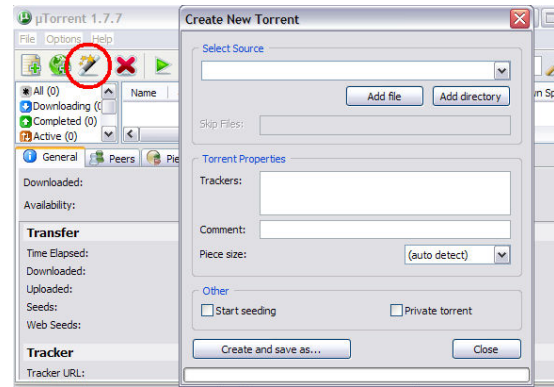 µTorrent 1.7.7
File Options Help
All (0)
Downloading (0
Completed (0)
Active (0)
Name
General
Peers
Pie
Downloaded:
Availability:
Transfer
Time Elapsed:
Downloaded:
Uploaded:
Seeds:
Web Seeds:
Tracker
Tracker URL:
Create New Torrent
Select Source
Add file
Add directory
Skip Files:
Torrent Properties
Trackers:
Comment:
Piece size:
(auto detect)
Other
Start seeding
Private torrent
Create and save as...
Close
wn Sp